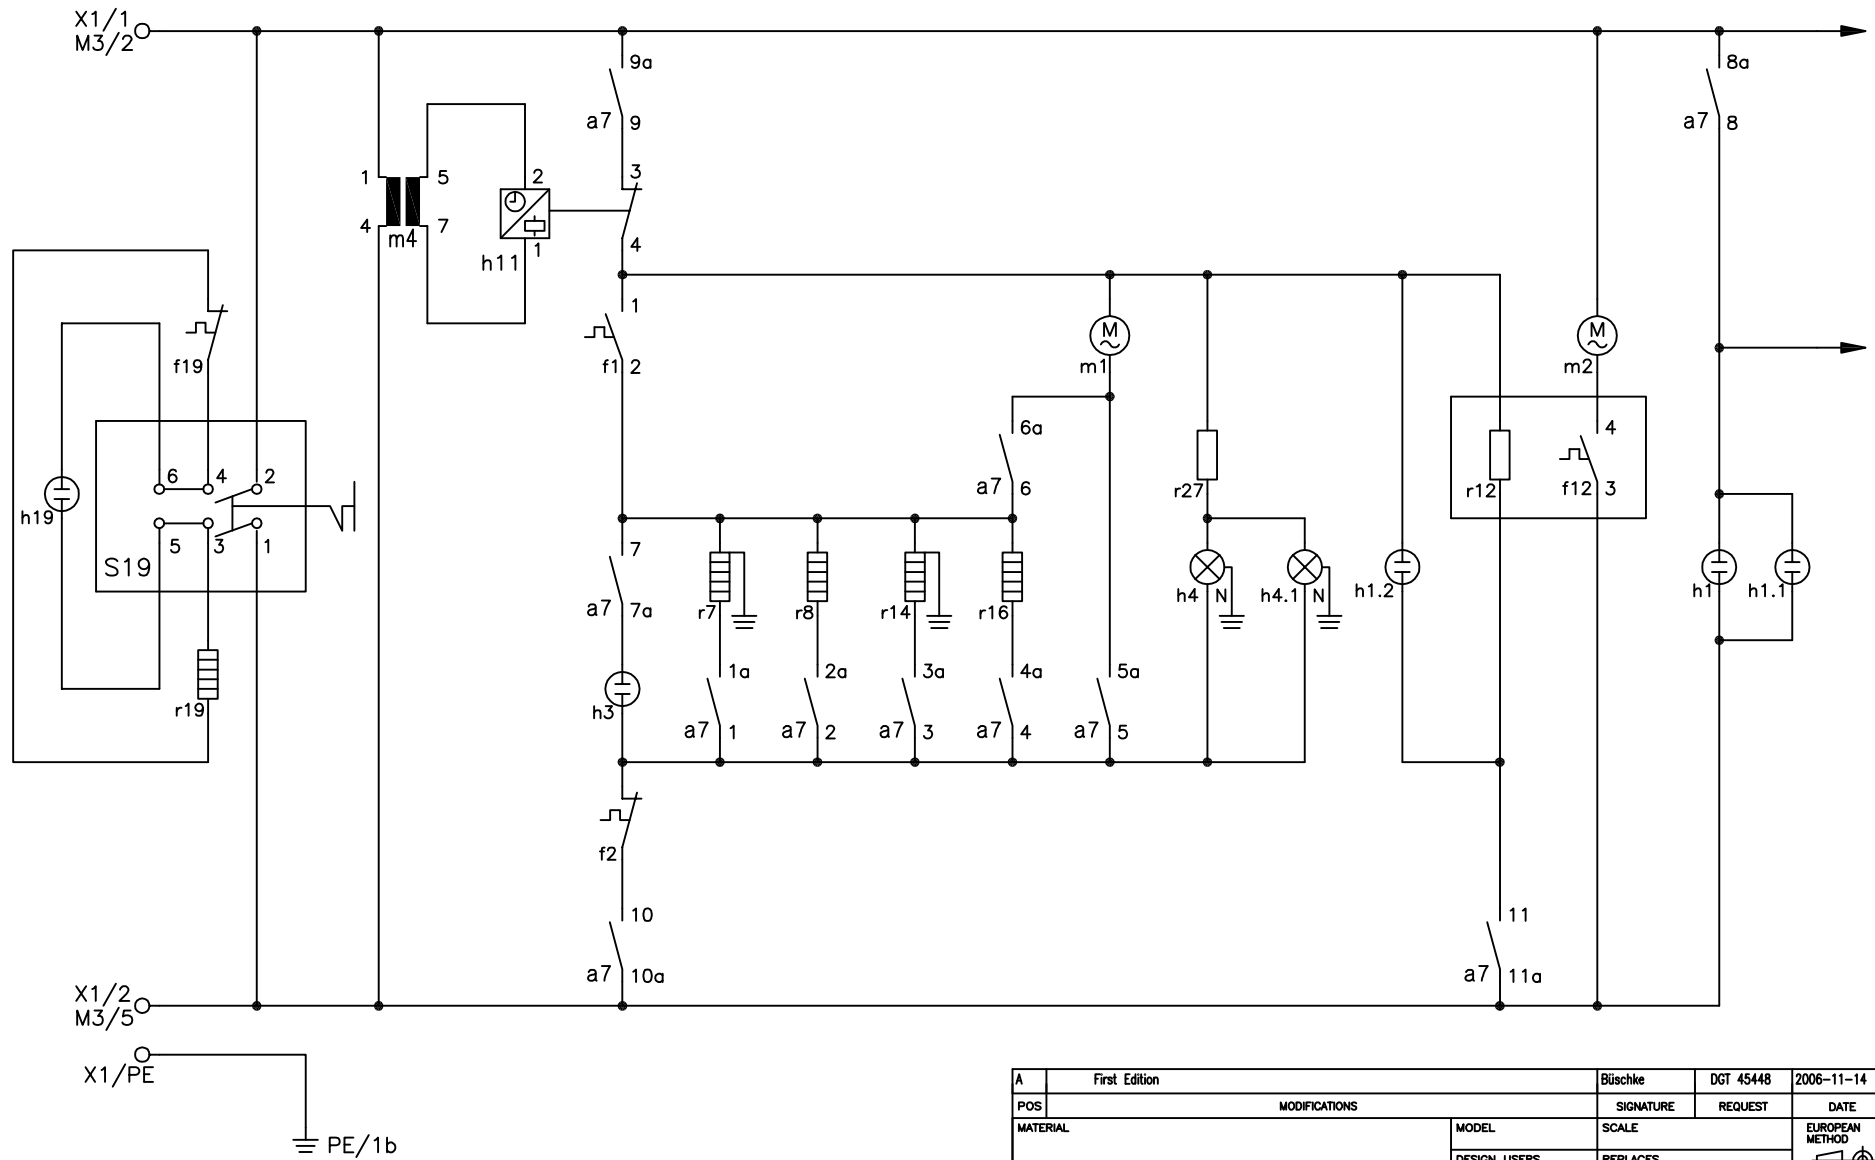 X1/1
M3/2
9a
a7 9
8a
a7 8
1 5
4 7
m4
2
1
h11
3
4
1
f1 2
f19
M
m1
M
m2
6a
a7 6
r27
r12
4
f12 3
h19
6 4 2
5 3 1
S19
7
a7 7a
r7
r8
r14
r16
h4 N
h4.1 N
h1.2
h1
h1.1
r19
h3
1a
a7 1
2a
a7 2
3a
a7 3
4a
a7 4
5a
a7 5
f2
10
a7 10a
11
a7 11a
X1/2
M3/5
X1/PE
PE/1b
A First Edition Büschke DGT 45448 2006-11-14
POS MODIFICATIONS SIGNATURE REQUEST DATE
MATERIAL MODEL SCALE EUROPEAN
METHOD
DESIGN USERS REPLACES